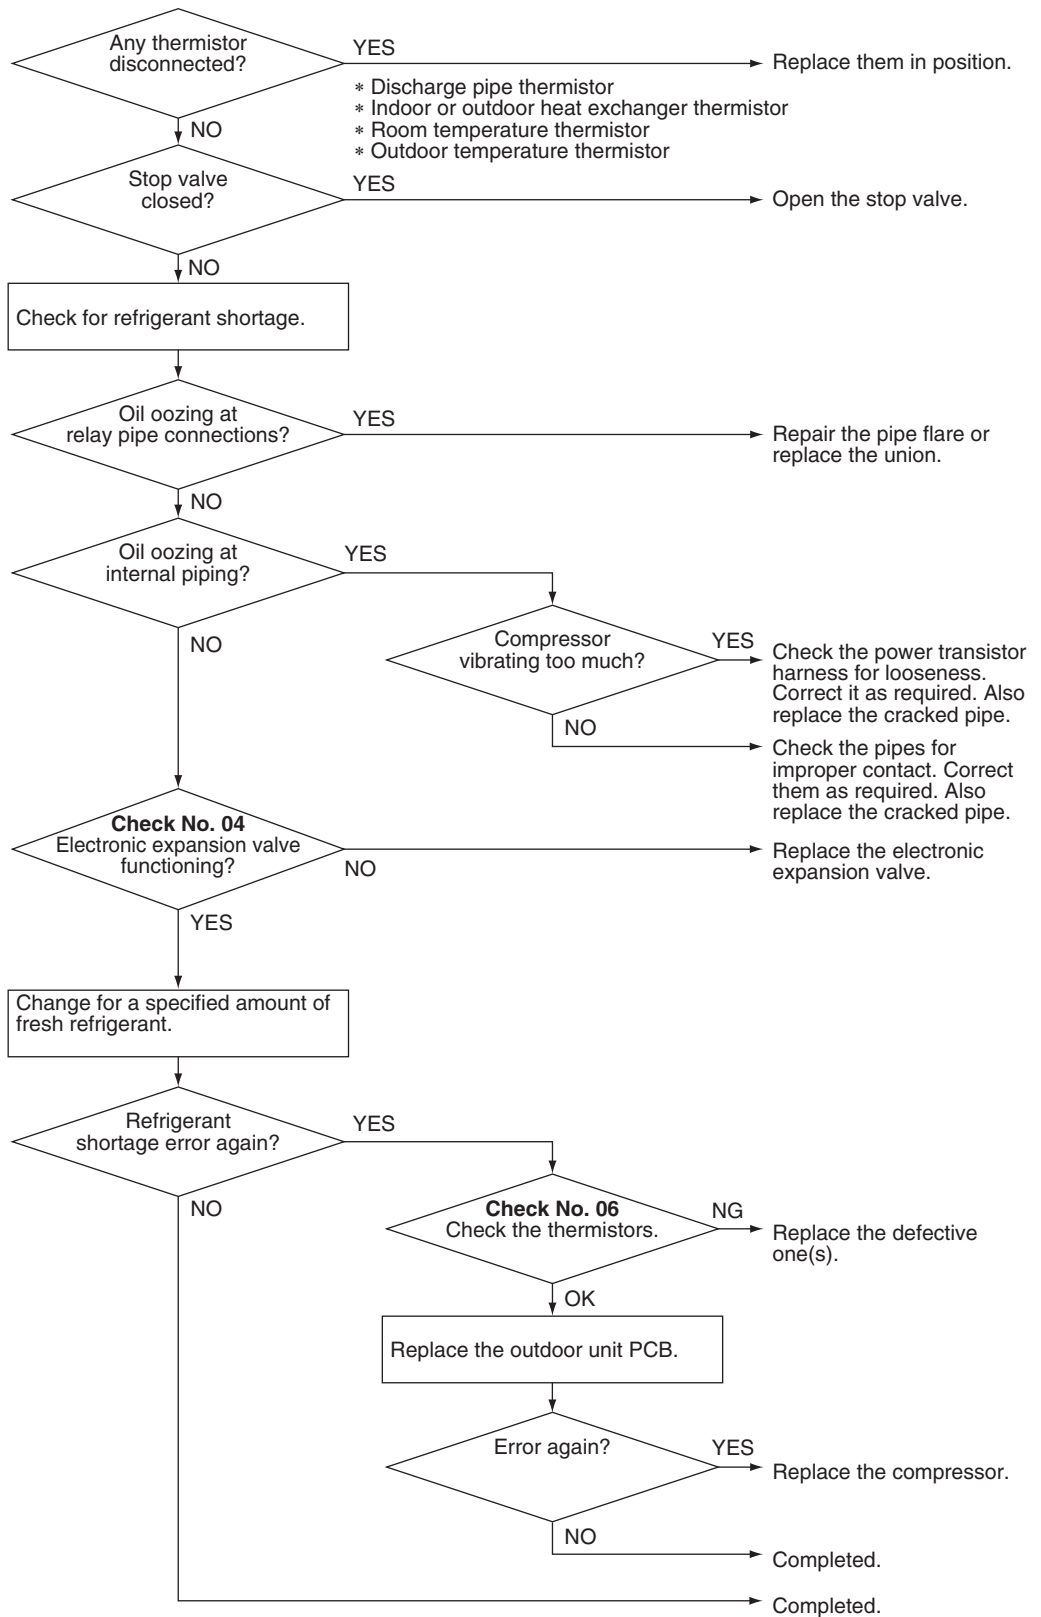 Any thermistor
disconnected?
YES
Replace them in position.
∗ Discharge pipe thermistor
∗ Indoor or outdoor heat exchanger thermistor
∗ Room temperature thermistor
∗ Outdoor temperature thermistor
NO
Stop valve
closed?
YES
Open the stop valve.
NO
Check for refrigerant shortage.
Oil oozing at
relay pipe connections?
YES
Repair the pipe flare or
replace the union.
NO
Oil oozing at
internal piping?
YES
NO
Compressor
vibrating too much?
YES
Check the power transistor
harness for looseness.
Correct it as required. Also
replace the cracked pipe.
NO
Check the pipes for
improper contact. Correct
them as required. Also
replace the cracked pipe.
Check No. 04
Electronic expansion valve
functioning?
NO
Replace the electronic
expansion valve.
YES
Change for a specified amount of
fresh refrigerant.
Refrigerant
shortage error again?
YES
NO
Check No. 06
Check the thermistors.
NG
Replace the defective
one(s).
OK
Replace the outdoor unit PCB.
Error again?
YES
Replace the compressor.
NO
Completed.
Completed.